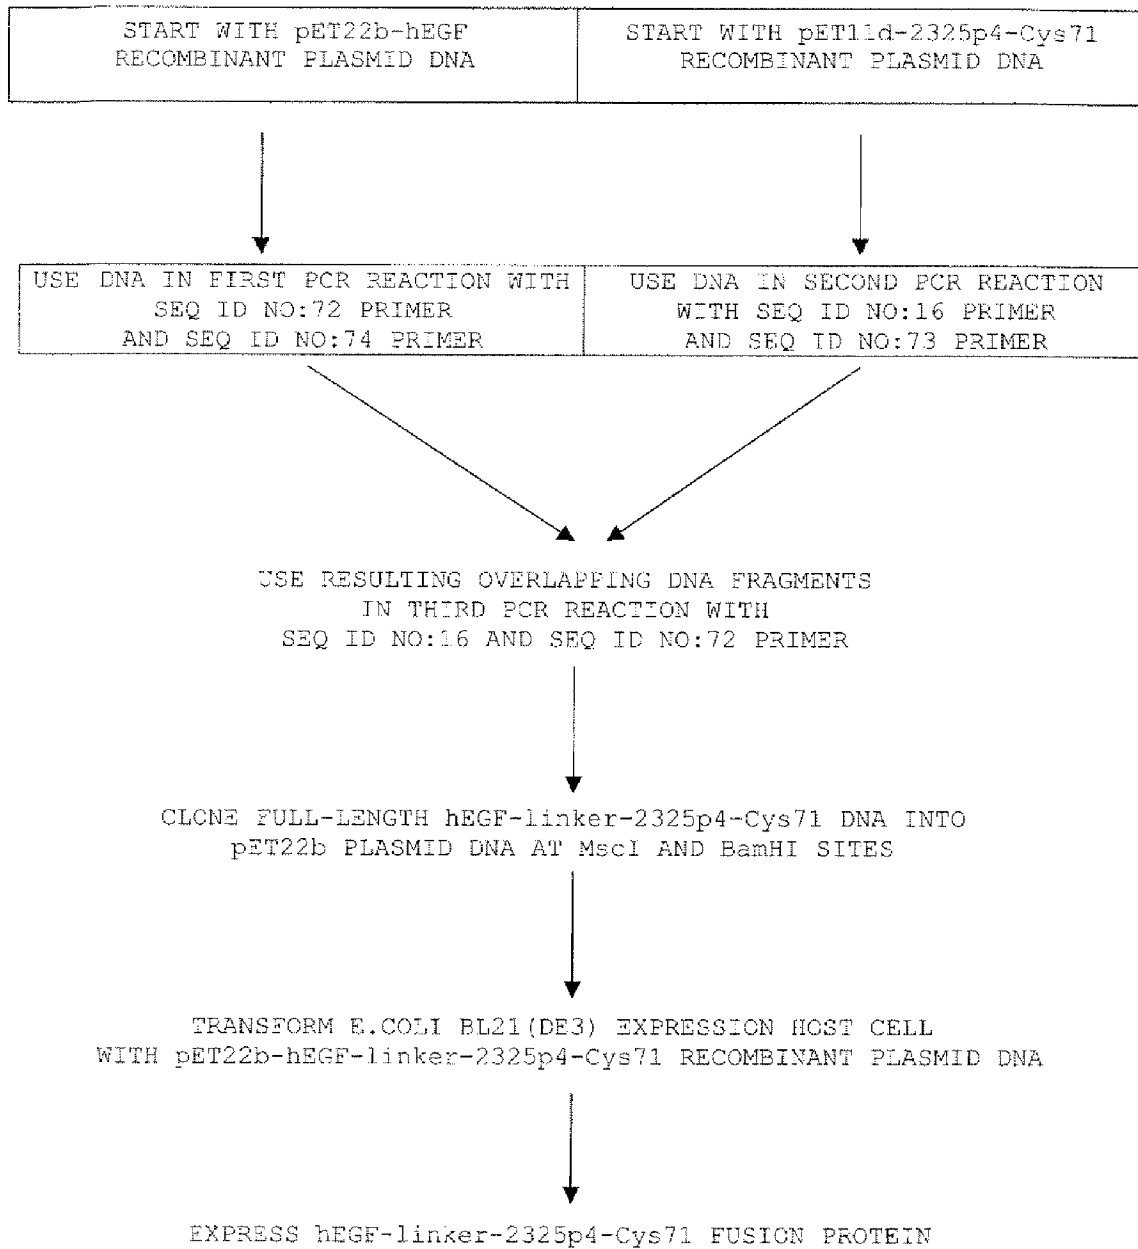 START WITH pET22b-hEGF
RECOMBINANT PLASMID DNA
START WITH pET11d-2325p4-Cys71
RECOMBINANT PLASMID DNA
USE DNA IN FIRST PCR REACTION WITH
SEQ ID NO:72 PRIMER
AND SEQ ID NO:74 PRIMER
USE DNA IN SECOND PCR REACTION
WITH SEQ ID NO:16 PRIMER
AND SEQ ID NO:73 PRIMER
USE RESULTING OVERLAPPING DNA FRAGMENTS
IN THIRD PCR REACTION WITH
SEQ ID NO:16 AND SEQ ID NO:72 PRIMER
CLONE FULL-LENGTH hEGF-linker-2325p4-Cys71 DNA INTO
pET22b PLASMID DNA AT MscI AND BamHI SITES
TRANSFORM E.COLI BL21(DE3) EXPRESSION HOST CELL
WITH pET22b-hEGF-linker-2325p4-Cys71 RECOMBINANT PLASMID DNA
EXPRESS hEGF-linker-2325p4-Cys71 FUSION PROTEIN